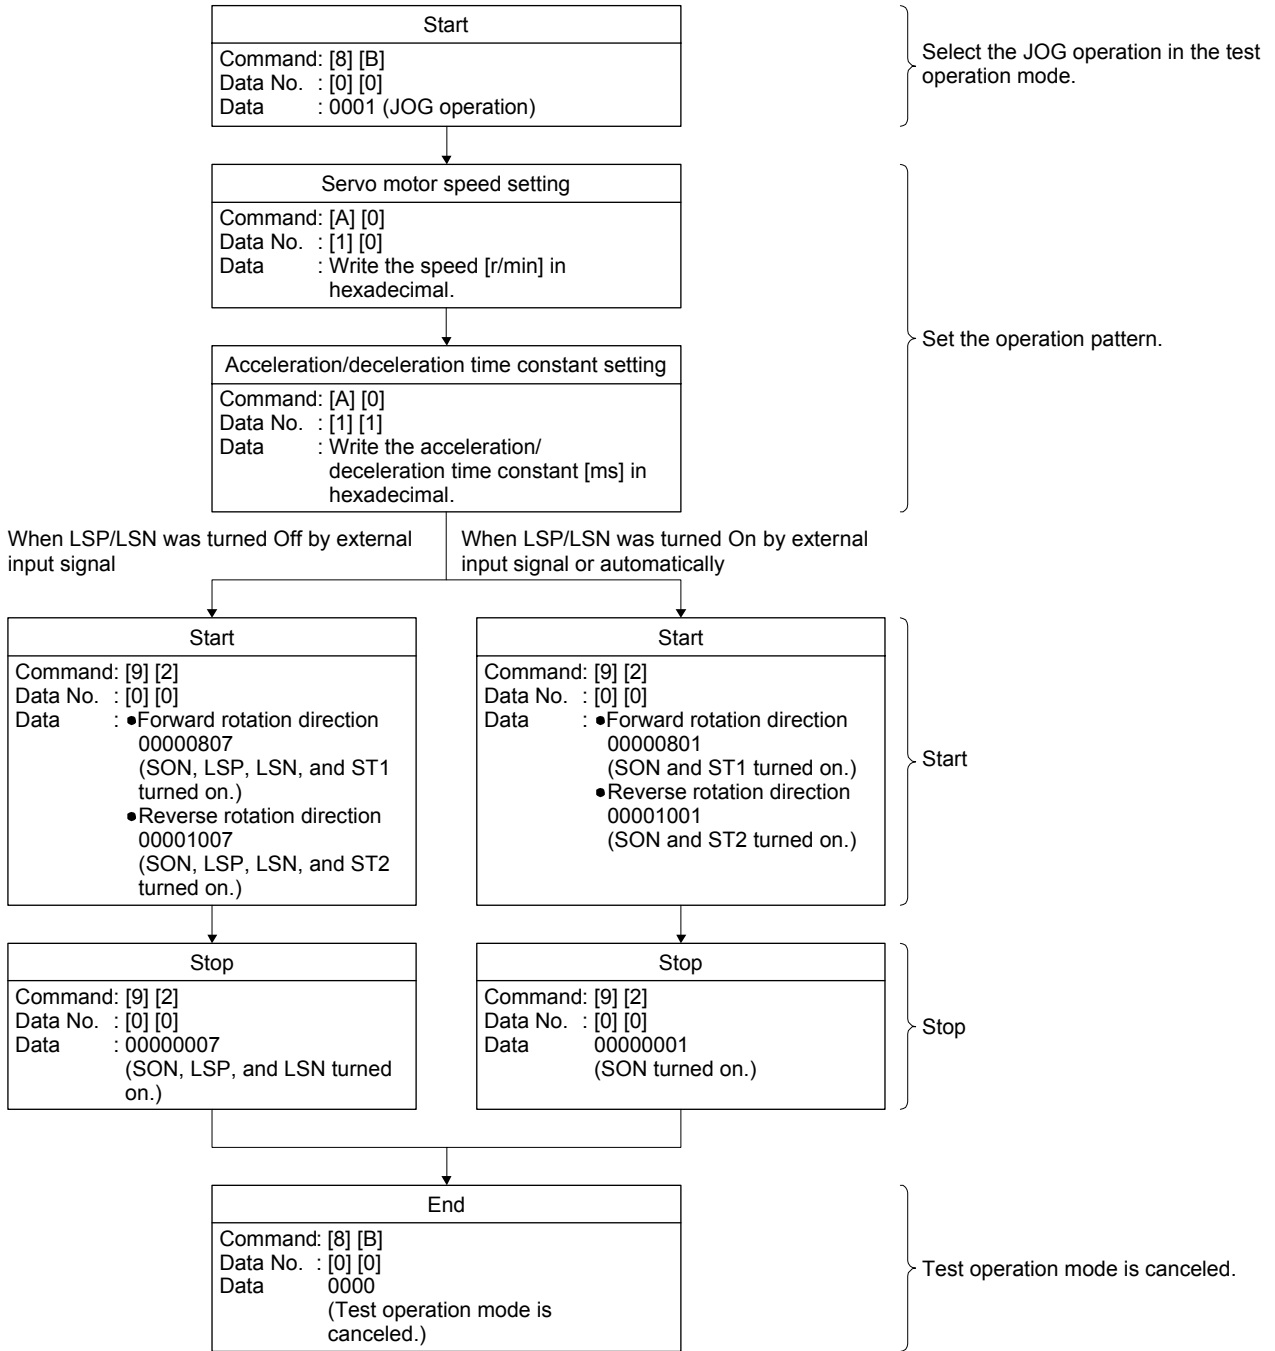 Start
Command: [8] [B]
Data No. : [0] [0]
Data : 0001 (JOG operation)
Select the JOG operation in the test
operation mode.
Servo motor speed setting
Command: [A] [0]
Data No. : [1] [0]
Data : Write the speed [r/min] in
hexadecimal.
Acceleration/deceleration time constant setting
Command: [A] [0]
Data No. : [1] [1]
Data : Write the acceleration/
deceleration time constant [ms] in
hexadecimal.
Set the operation pattern.
When LSP/LSN was turned Off by external
input signal
When LSP/LSN was turned On by external
input signal or automatically
Start
Command: [9] [2]
Data No. : [0] [0]
Data : ●Forward rotation direction
00000807
(SON, LSP, LSN, and ST1
turned on.)
●Reverse rotation direction
00001007
(SON, LSP, LSN, and ST2
turned on.)
Start
Command: [9] [2]
Data No. : [0] [0]
Data : ●Forward rotation direction
00000801
(SON and ST1 turned on.)
●Reverse rotation direction
00001001
(SON and ST2 turned on.)
Start
Stop
Command: [9] [2]
Data No. : [0] [0]
Data : 00000007
(SON, LSP, and LSN turned
on.)
Stop
Command: [9] [2]
Data No. : [0] [0]
Data 00000001
(SON turned on.)
Stop
End
Command: [8] [B]
Data No. : [0] [0]
Data 0000
(Test operation mode is
canceled.)
Test operation mode is canceled.